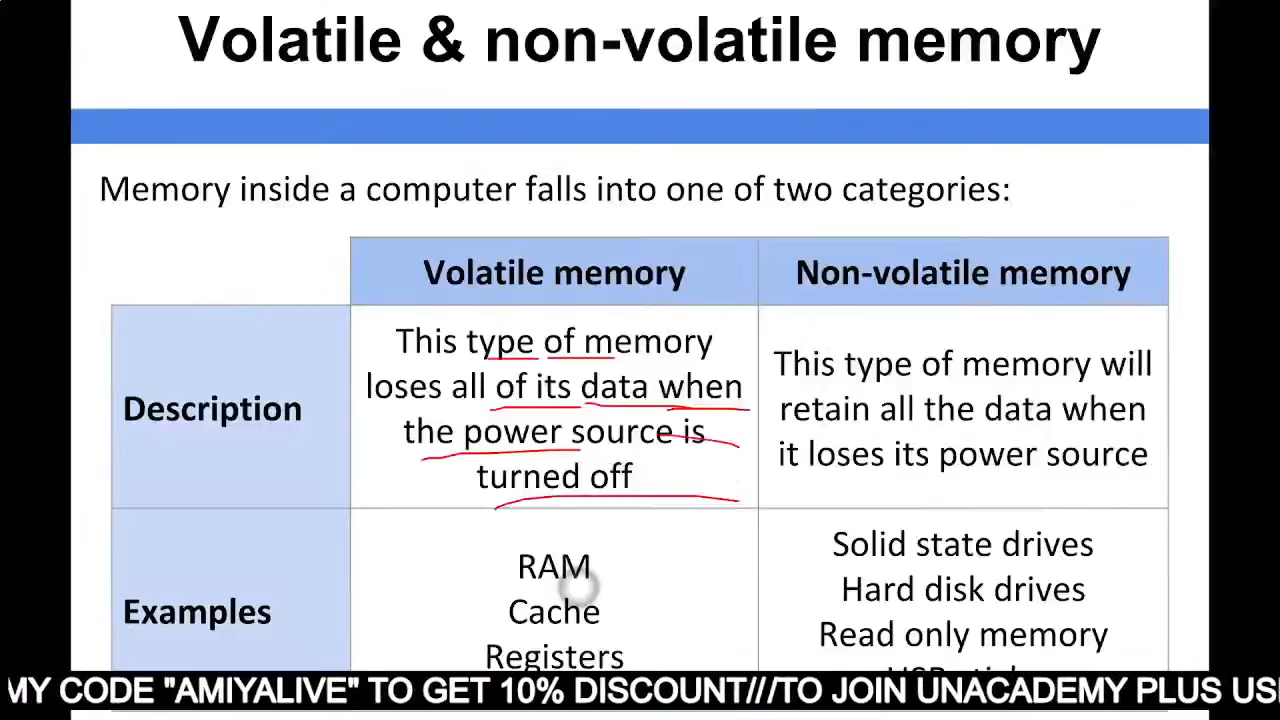 Volatile & non-volatile memory
Memory inside a computer falls into one of two categories:
Volatile memory
Non-volatile memory
Description
This type of memory
loses all of its data when
the power source is
turned off
This type of memory will
retain all the data when
it loses its power source
Examples
RAM
Cache
Registers
Solid state drives
Hard disk drives
Read only memory
MY CODE "AMIYALIVE" TO GET 10% DISCOUNT///TO JOIN UNACADEMY PLUS